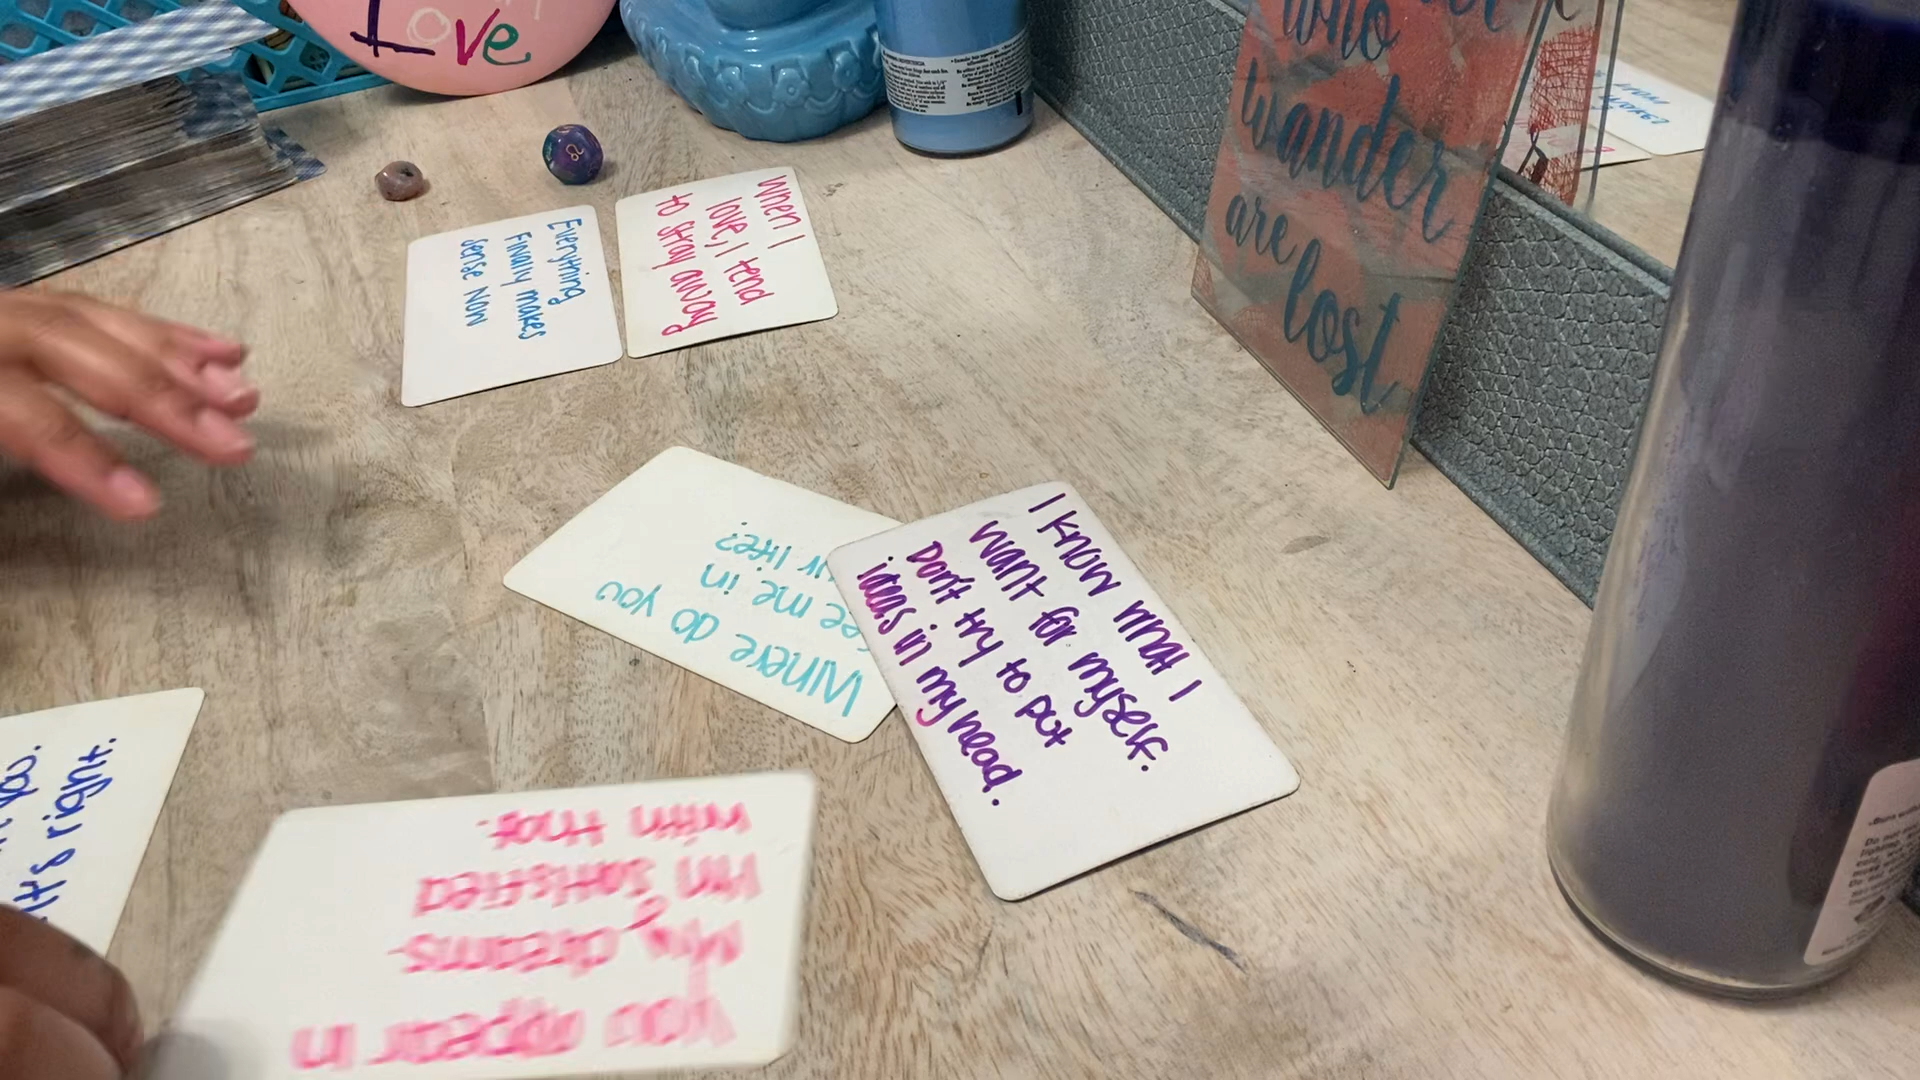 Love
who
wander
are lost
When I
love, I tend
to stray away
Everything
Finally makes
sense Now
Where do you
me in
life?
I know what I
want for myself.
Don't try to put
ideas in my head.
you.
It's right.
You appear in
My dreams.
I'm satisfied
with that.